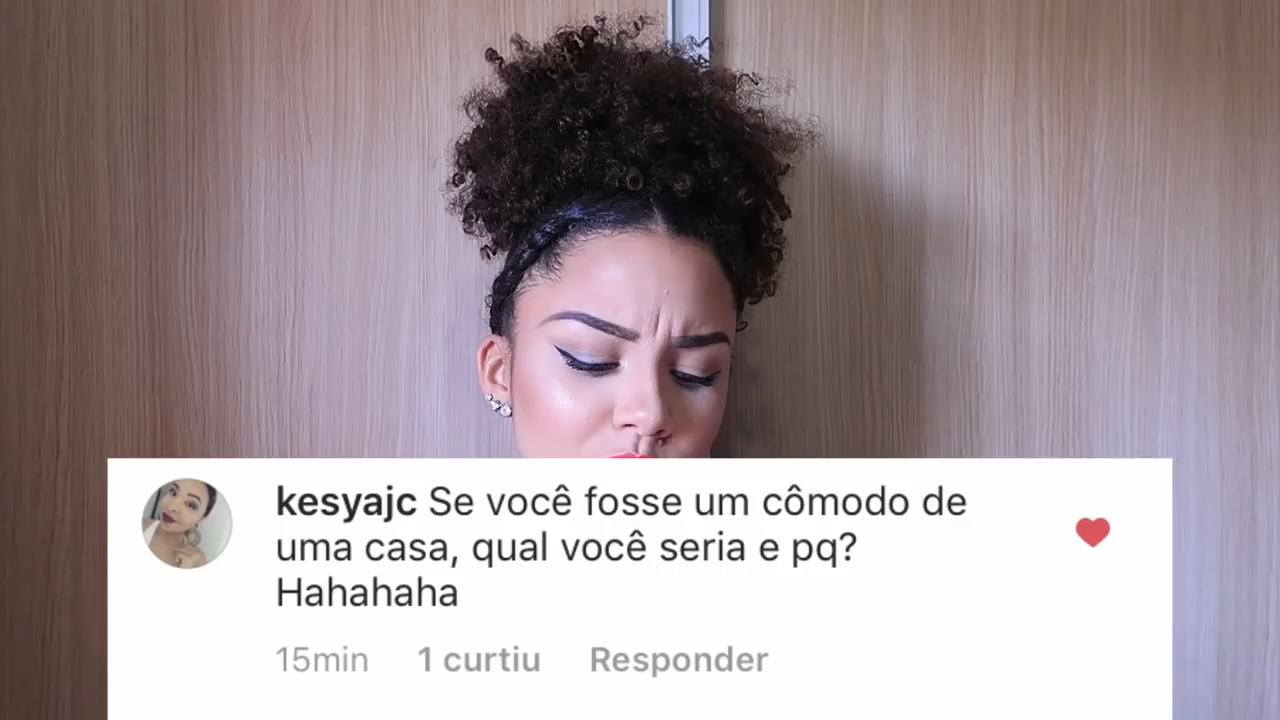 kesyajc Se você fosse um cômodo de
uma casa, qual você seria e pq?
Hahahaha
15min 1 curtiu Responder